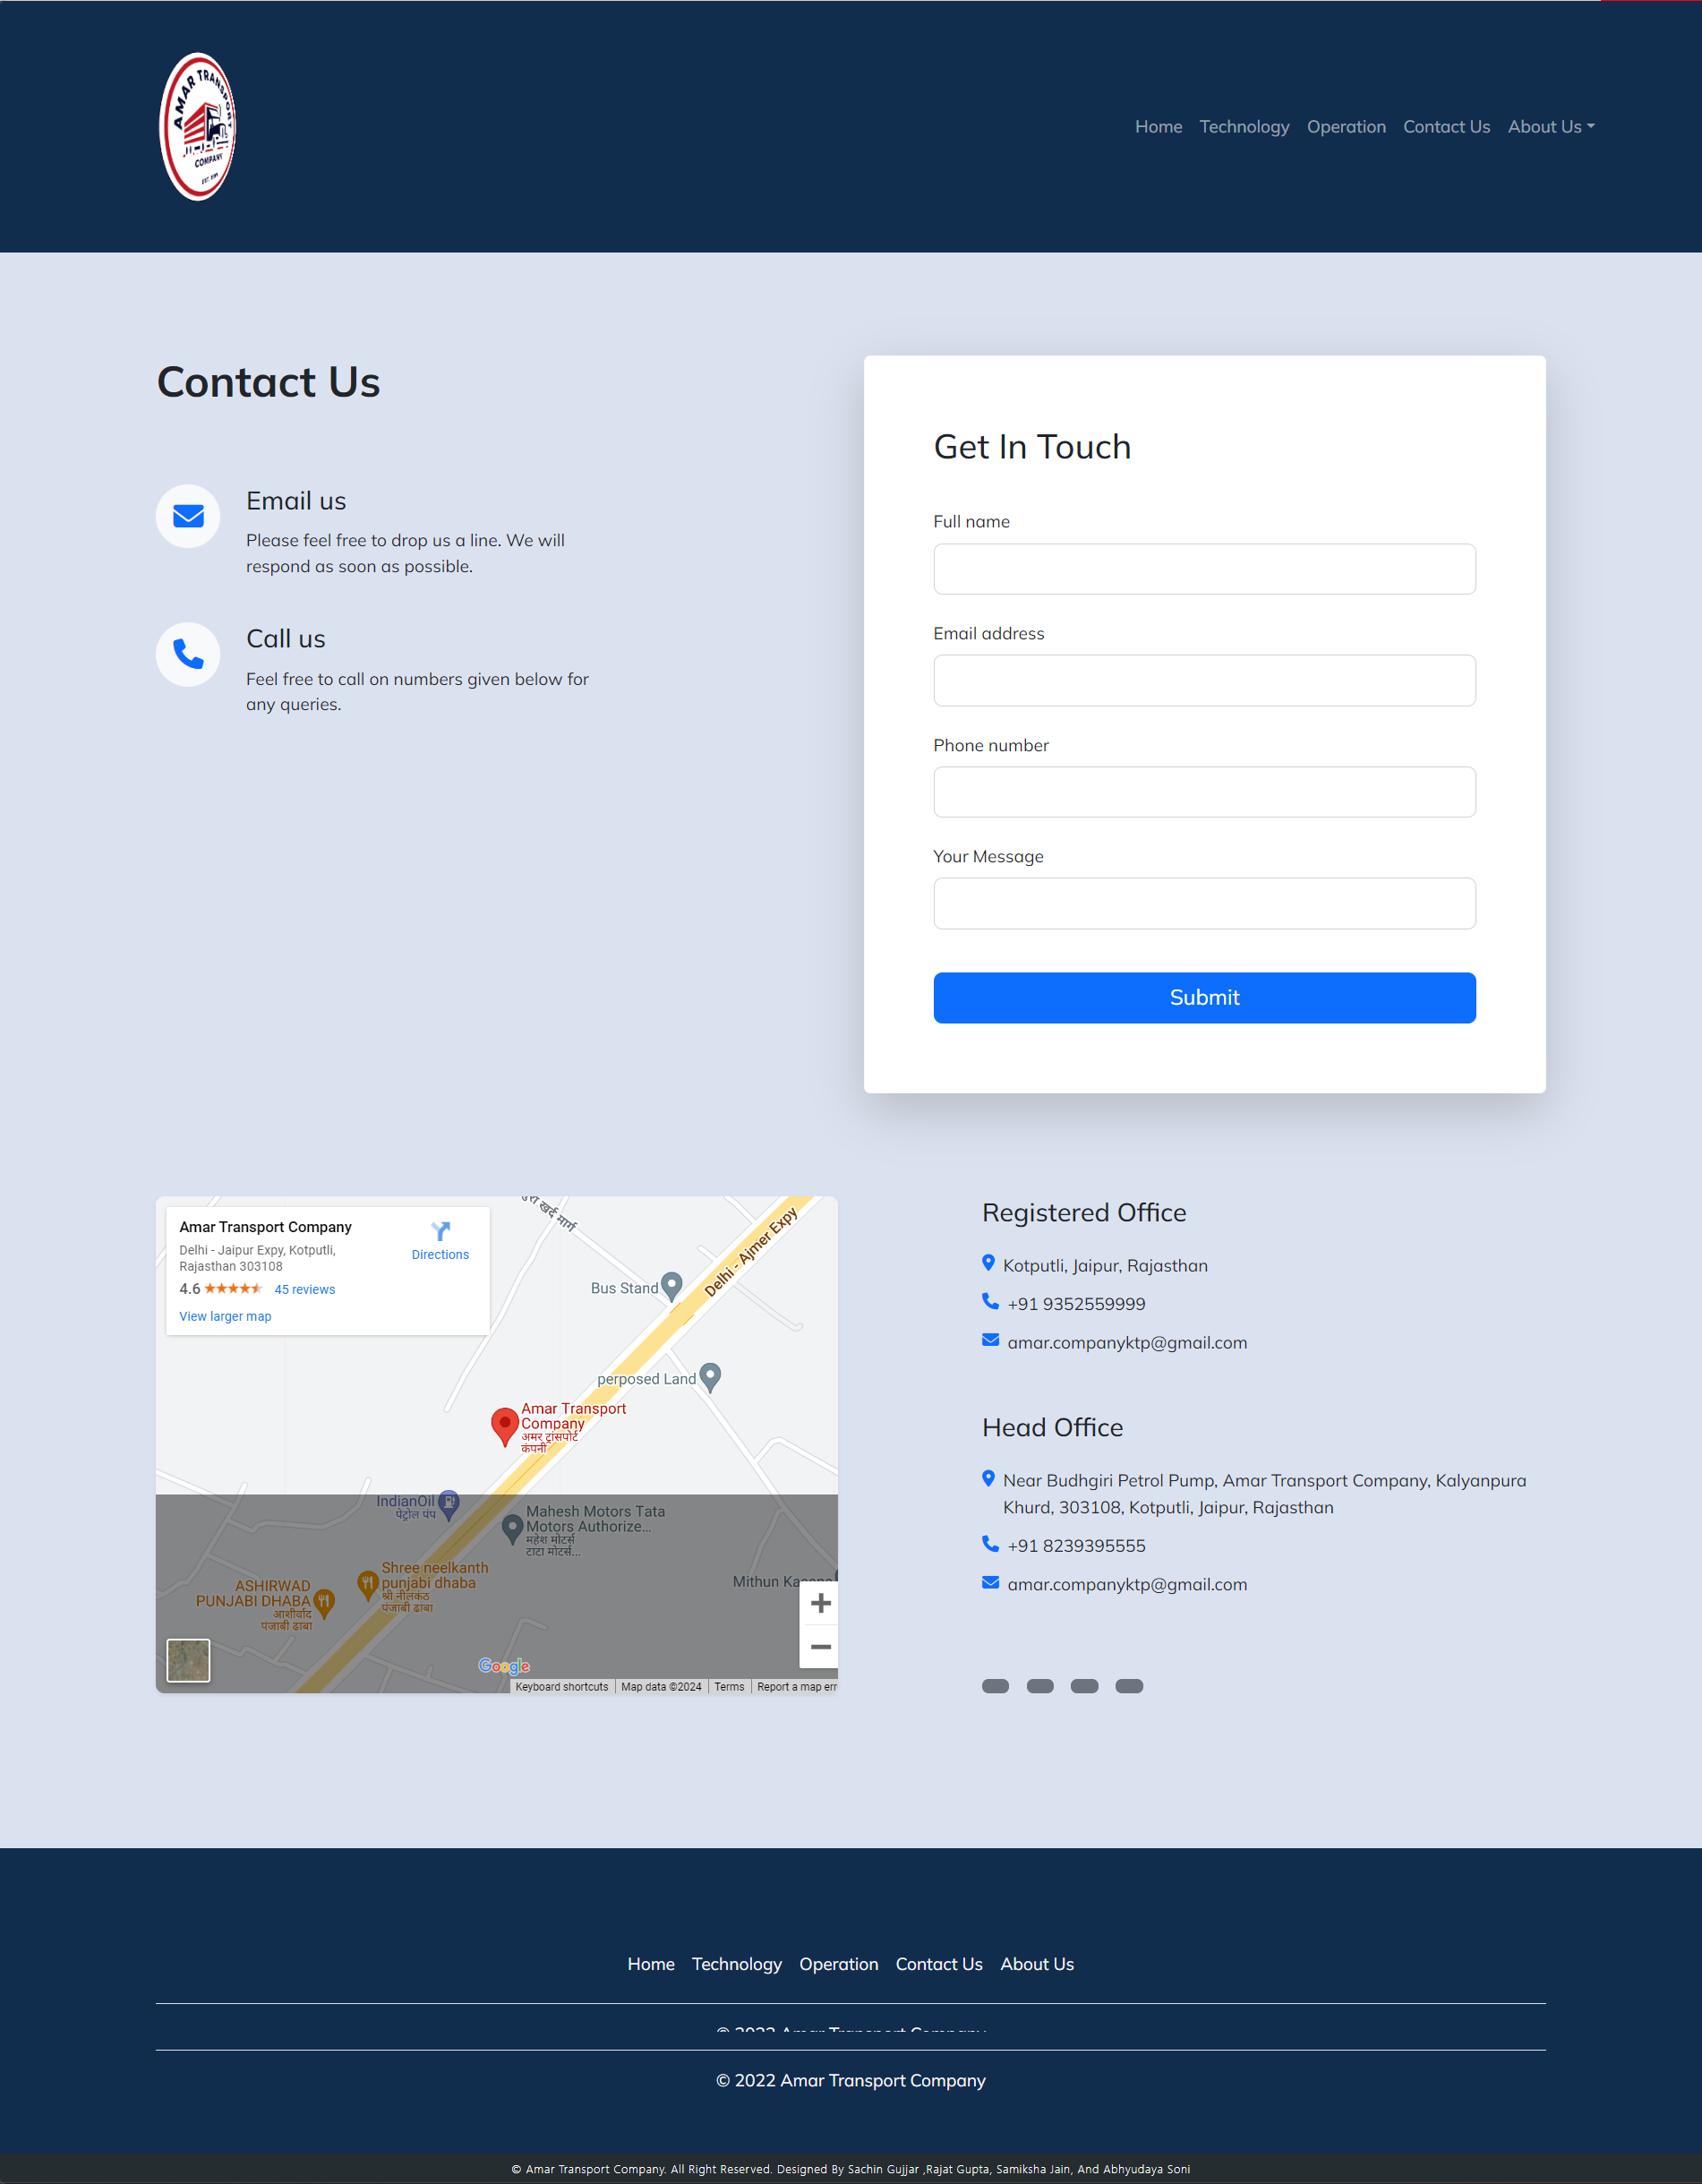 AMAR TRANSPORT
COMPANY
Home Technology Operation Contact Us About Us
Contact Us
Email us
Please feel free to drop us a line. We will
respond as soon as possible.
Call us
Feel free to call on numbers given below for
any queries.
Get In Touch
Full name
Email address
Phone number
Your Message
Submit
Amar Transport Company
Delhi - Jaipur Expy, Kotputli,
Rajasthan 303108
Directions
4.6 45 reviews
View larger map
खुर्द मार्ग
Delhi - Ajmer Expy
Bus Stand
perposed Land
Amar Transport
Company
अमर ट्रांसपोर्ट
कंपनी
IndianOil
पेट्रोल पंप
Mahesh Motors Tata
Motors Authorize...
महेश मोटर्स
टाटा मोटर्स...
Shree neelkanth
punjabi dhaba
श्री नीलकंठ
पंजाबी ढाबा
ASHIRWAD
PUNJABI DHABA
आशीर्वाद
पंजाबी ढाबा
Mithun
Google
Keyboard shortcuts Map data ©2024 Terms Report a map err
Registered Office
Kotputli, Jaipur, Rajasthan
+91 9352559999
amar.companyktp@gmail.com
Head Office
Near Budhgiri Petrol Pump, Amar Transport Company, Kalyanpura
Khurd, 303108, Kotputli, Jaipur, Rajasthan
+91 8239395555
amar.companyktp@gmail.com
Home Technology Operation Contact Us About Us
© 2022 Amar Transport Company
© 2022 Amar Transport Company
© Amar Transport Company. All Right Reserved. Designed By Sachin Gujjar ,Rajat Gupta, Samiksha Jain, And Abhyudaya Soni